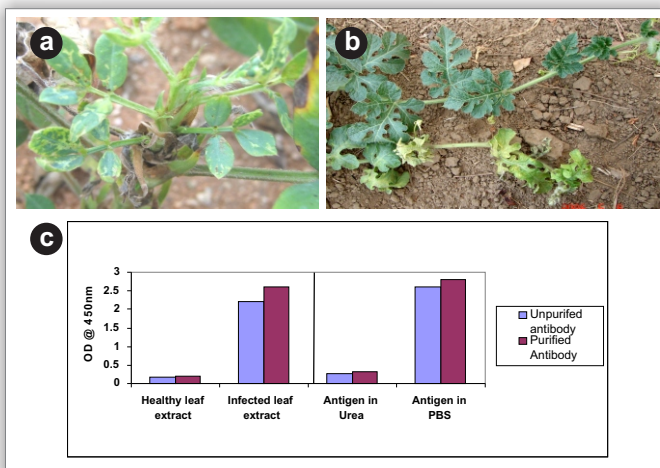 a
b
c
3
2.5
2
1.5
1
0.5
0
OD @ 450nm
Healthy leaf
extract
Infected leaf
extract
Antigen in
Urea
Antigen in
PBS
Unpurifed
antibody
Purified
Antibody